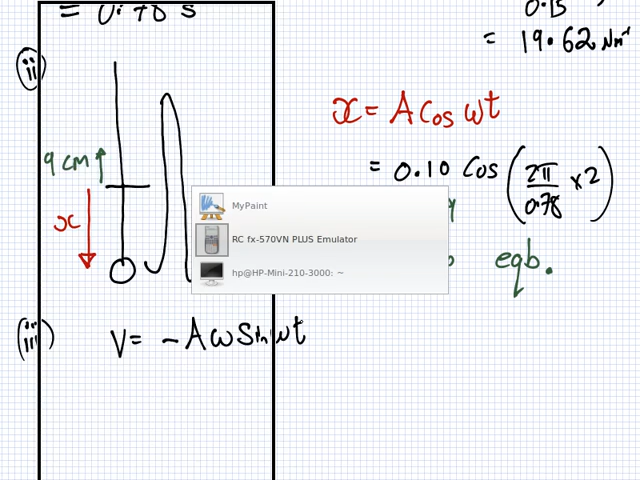 = 0.78 s
0.15
= 19.62 Nm⁻¹
(ii)
x = A cos ωt
9 cm
= 0.10 cos (2π/0.78 × 2)
x
MyPaint
RC fx-570VN PLUS Emulator
hp@HP-Mini-210-3000: ~
eqb.
(iii) V = -Aω sin ωt